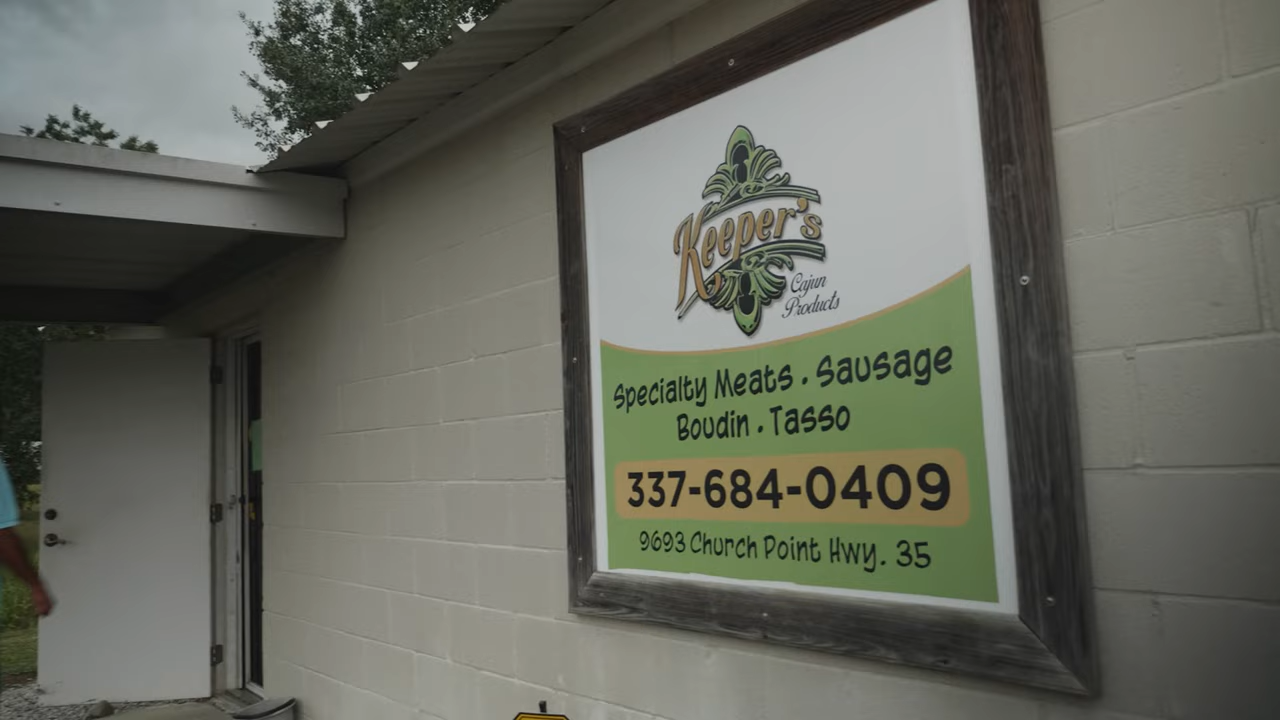 Keeper's
Cajun
Products
Specialty Meats . Sausage
Boudin . Tasso
337-684-0409
9693 Church Point Hwy. 35